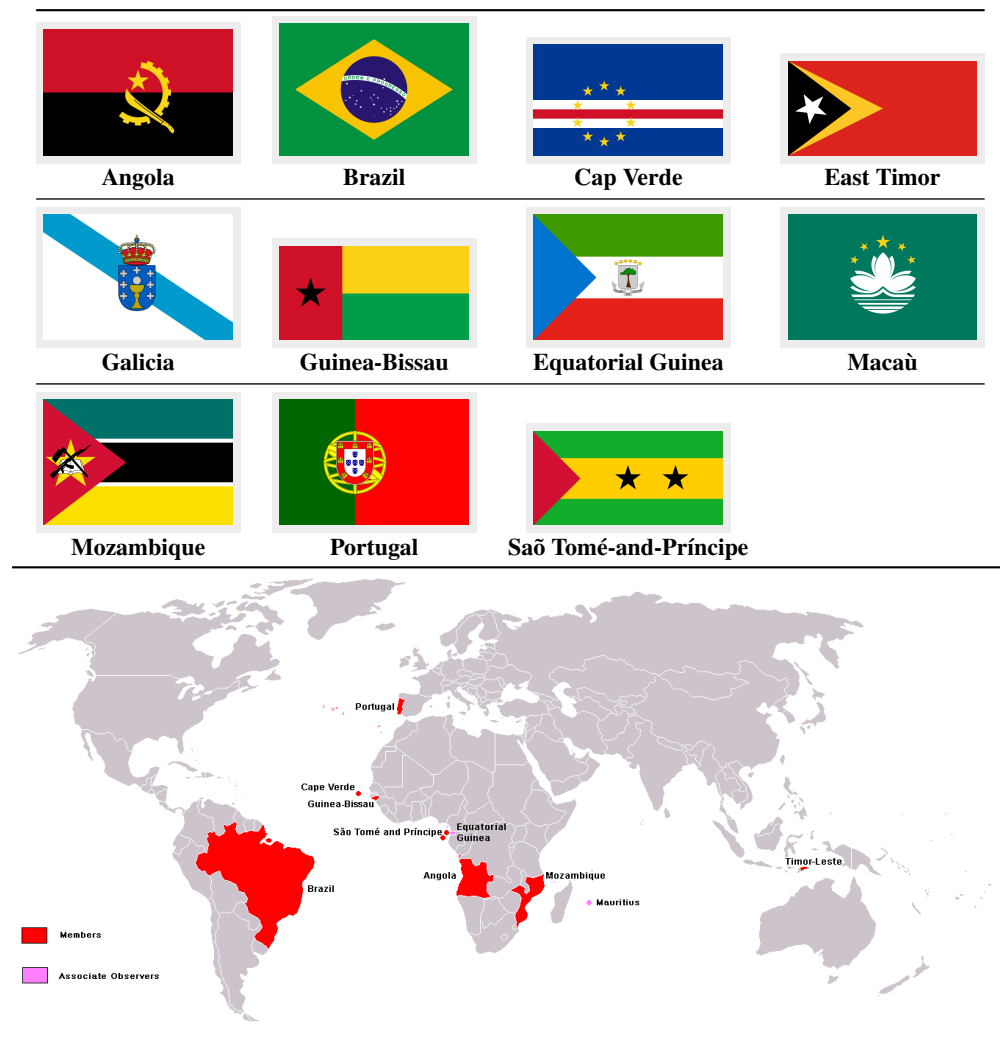 Angola
Brazil
Cap Verde
East Timor
Galicia
Guinea-Bissau
Equatorial Guinea
Macaù
Mozambique
Portugal
Saõ Tomé-and-Príncipe
Portugal
Cape Verde
Guinea-Bissau
São Tomé and Príncipe
Equatorial
Guinea
Timor-Leste
Angola
Mozambique
Brazil
Mauritius
Members
Associate Observers